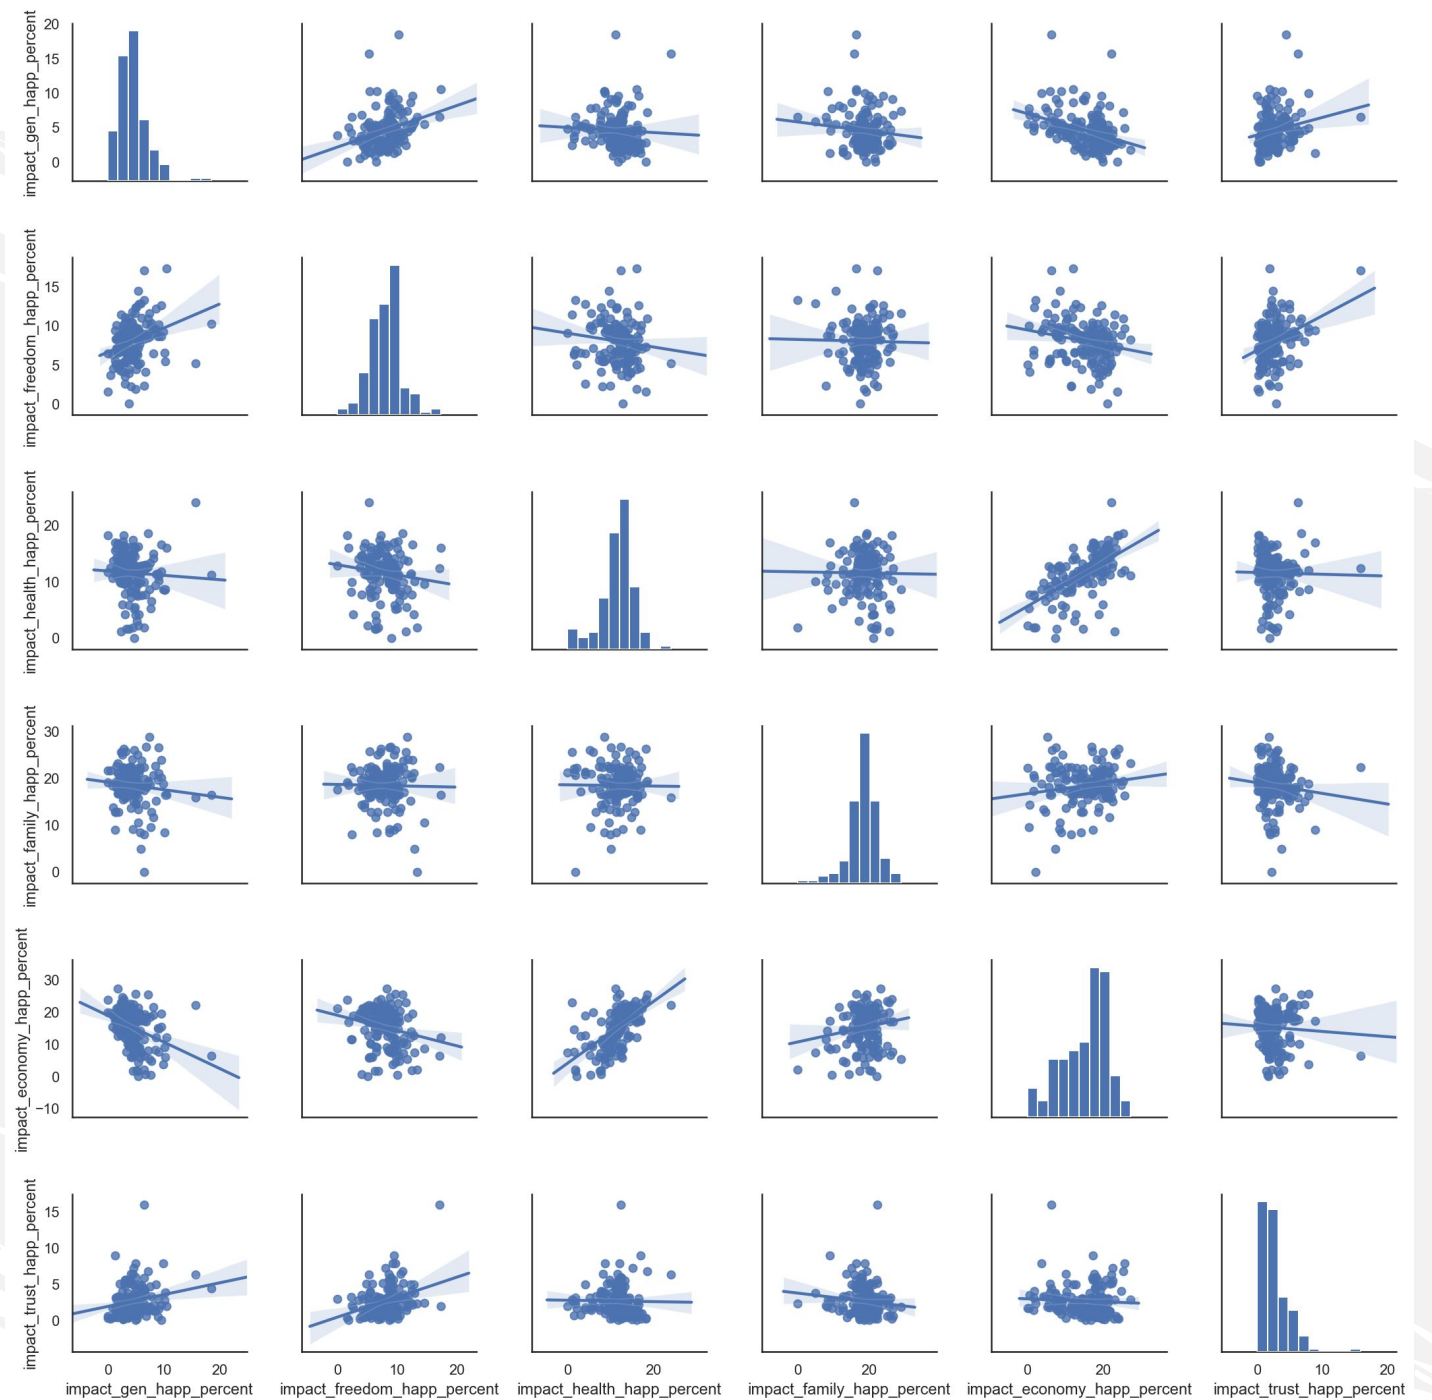 impact_gen_happ_percent
20
15
10
5
0
impact_freedom_happ_percent
15
10
5
0
impact_health_happ_percent
20
10
0
impact_family_happ_percent
30
20
10
0
impact_economy_happ_percent
30
20
10
0
−10
impact_trust_happ_percent
15
10
5
0
0 10 20
impact_gen_happ_percent
0 10 20
impact_freedom_happ_percent
0 20
impact_health_happ_percent
0 20
impact_family_happ_percent
0 20
impact_economy_happ_percent
0 10 20
impact_trust_happ_percent